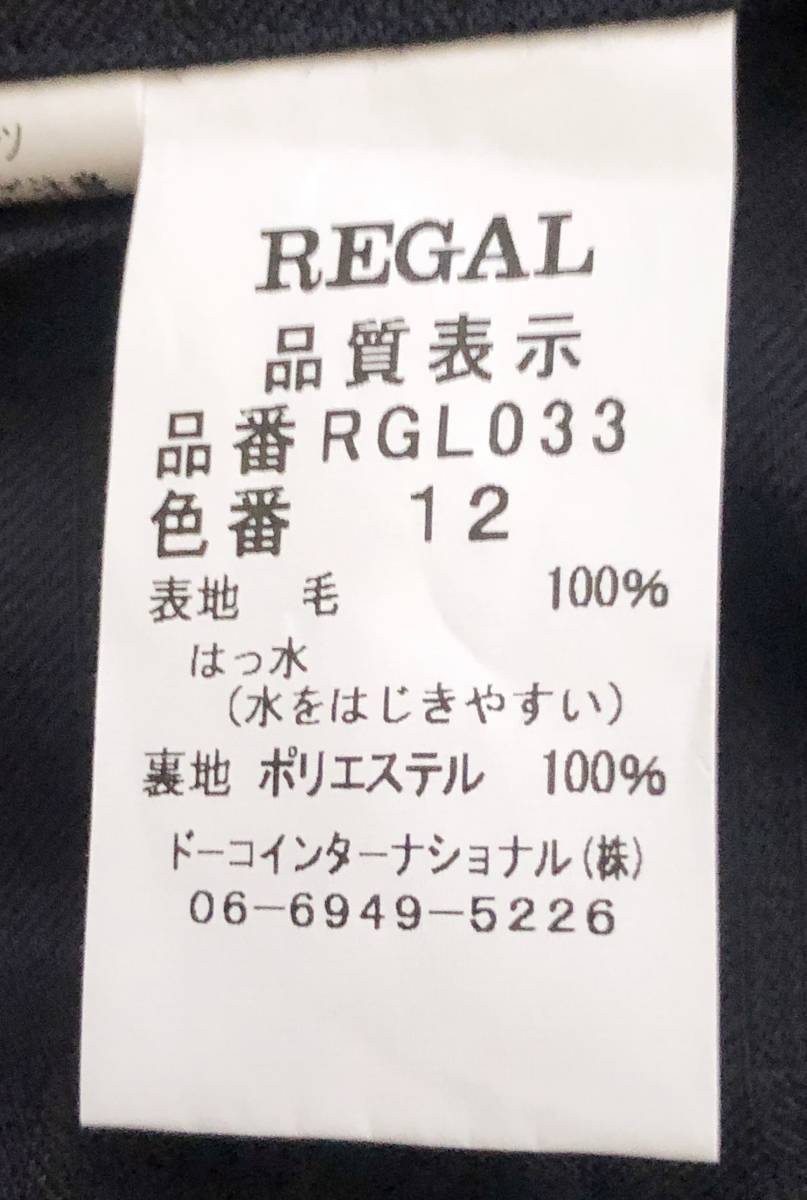 REGAL
品質表示
品番RGL033
色番 12
表地 毛 100%
はっ水
(水をはじきやすい)
裏地 ポリエステル 100%
ドーコインターナショナル(株)
06-6949-5226